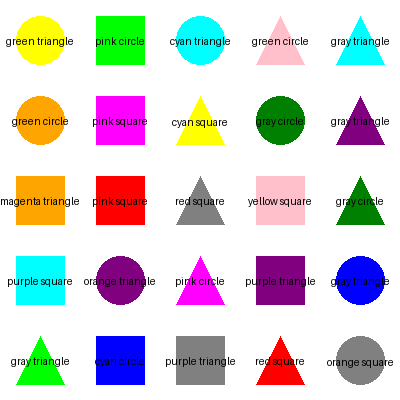 green triangle pink circle cyan triangle green circle gray triangle
green circle pink square cyan square gray circle gray triangle
magenta triangle pink square red square yellow square gray circle
purple square orange triangle pink circle purple triangle gray triangle
gray triangle cyan circle purple triangle red square orange square